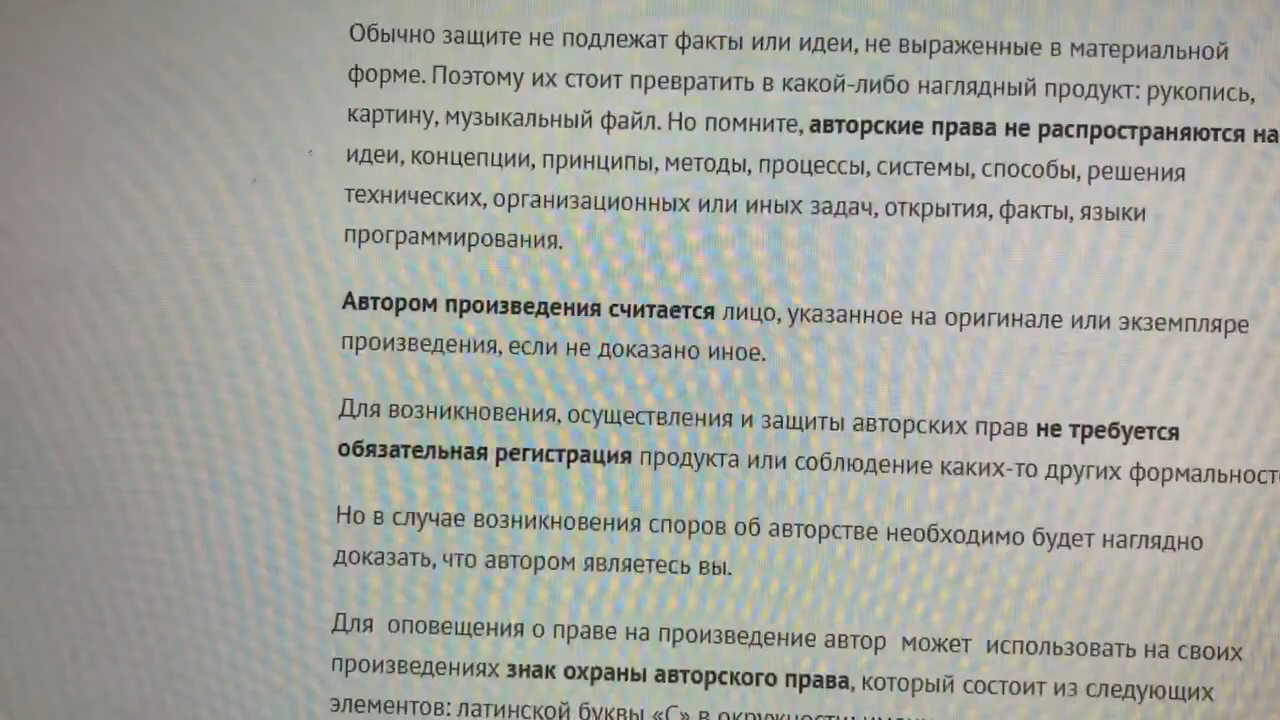 Обычно защите не подлежат факты или идеи, не выраженные в материальной
форме. Поэтому их стоит превратить в какой-либо наглядный продукт: рукопись,
картину, музыкальный файл. Но помните, авторские права не распространяются на
идеи, концепции, принципы, методы, процессы, системы, способы, решения
технических, организационных или иных задач, открытия, факты, языки
программирования.
Автором произведения считается лицо, указанное на оригинале или экземпляре
произведения, если не доказано иное.
Для возникновения, осуществления и защиты авторских прав не требуется
обязательная регистрация продукта или соблюдение каких-то других
Но в случае возникновения споров об авторстве необходимо будет наглядно
доказать, что автором являетесь вы.
Для оповещения о праве на произведение автор может использовать на своих
произведениях знак охраны авторского права, который состоит из следующих
элементов: латинской буквы «С» в окружности;